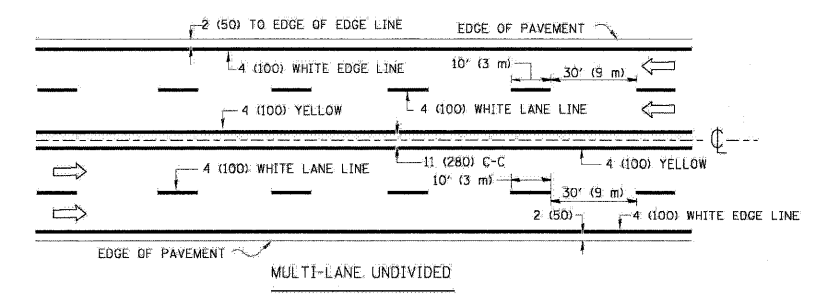 2 (50) TO EDGE OF EDGE LINE
EDGE OF PAVEMENT
4 (100) WHITE EDGE LINE
10' (3 m)
30' (9 m)
4 (100) YELLOW
4 (100) WHITE LANE LINE
℄
4 (100) WHITE LANE LINE
11 (280) C-C
4 (100) YELLOW
10' (3 m)
30' (9 m)
2 (50)
4 (100) WHITE EDGE LINE
EDGE OF PAVEMENT
MULTI-LANE UNDIVIDED